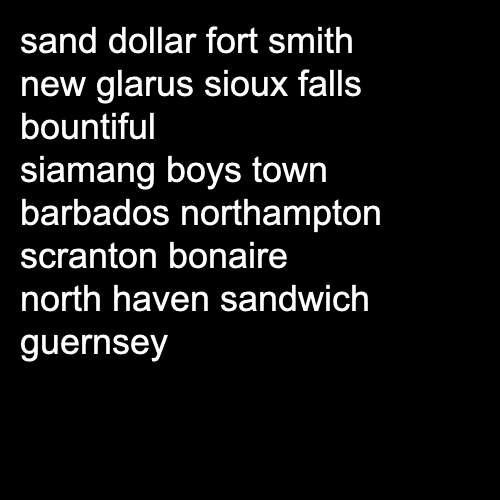 sand dollar fort smith
new glarus sioux falls
bountiful
siamang boys town
barbados northampton
scranton bonaire
north haven sandwich
guernsey